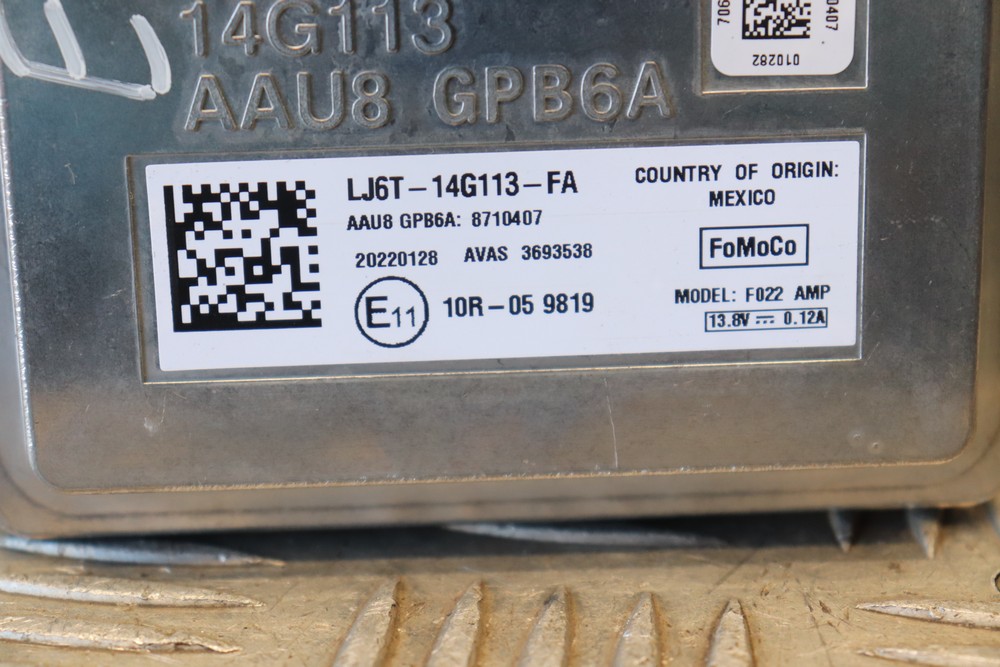 14G113
AAU8 GPB6A
0407
010282
LJ6T-14G113-FA
AAU8 GPB6A: 8710407
20220128 AVAS 3693538
E11 10R-05 9819
COUNTRY OF ORIGIN:
MEXICO
FoMoCo
MODEL: F022 AMP
13.8V ⎓ 0.12A